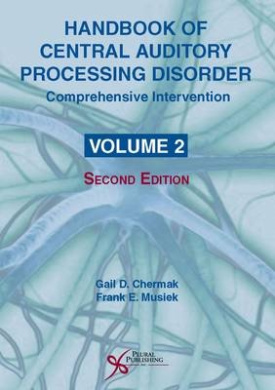 HANDBOOK OF
CENTRAL AUDITORY
PROCESSING DISORDER
Comprehensive Intervention
VOLUME 2
SECOND EDITION
Gail D. Chermak
Frank E. Musiek
PLURAL
PUBLISHING